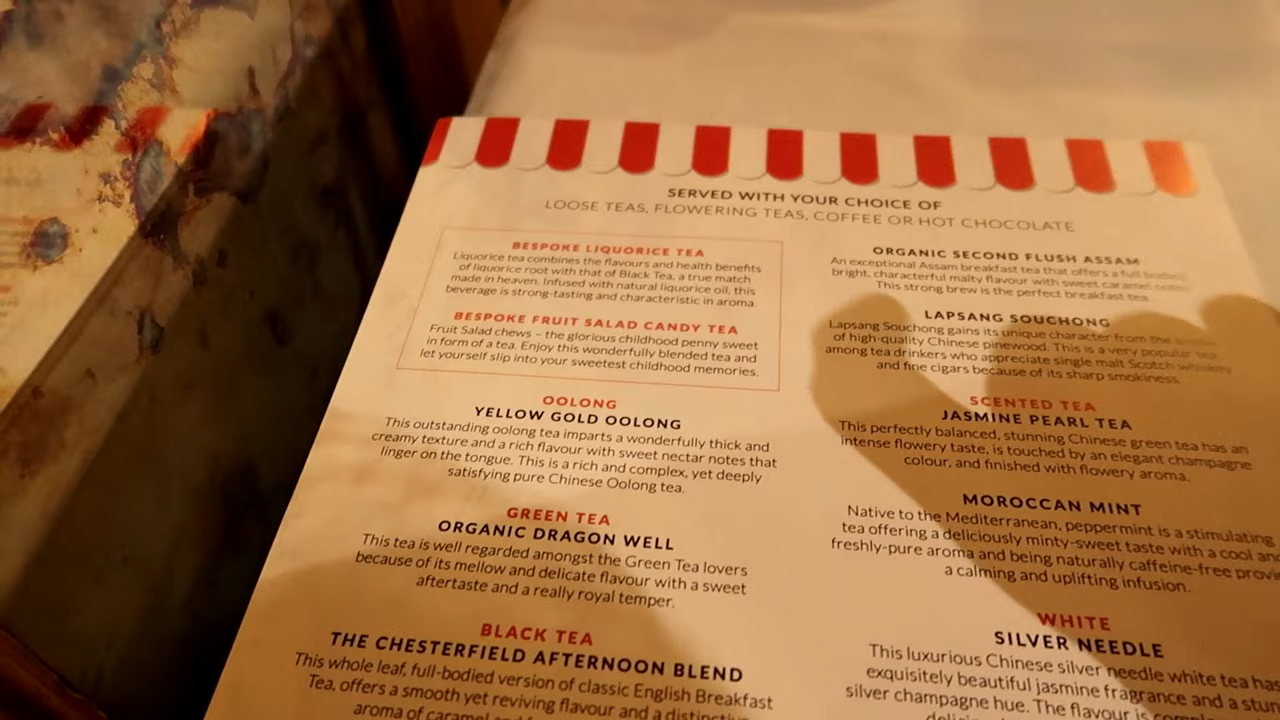 SERVED WITH YOUR CHOICE OF
LOOSE TEAS, FLOWERING TEAS, COFFEE OR HOT CHOCOLATE
BESPOKE LIQUORICE TEA
Liquorice tea combines the flavours and health benefits
of liquorice root with that of Black Tea, a true match
made in heaven. Infused with natural liquorice oil, this
beverage is strong-tasting and characteristic in aroma.
BESPOKE FRUIT SALAD CANDY TEA
Fruit Salad chews – the glorious childhood penny sweet
in form of a tea. Enjoy this wonderfully blended tea and
let yourself slip into your sweetest childhood memories.
OOLONG
YELLOW GOLD OOLONG
This outstanding oolong tea imparts a wonderfully thick and
creamy texture and a rich flavour with sweet nectar notes that
linger on the tongue. This is a rich and complex, yet deeply
satisfying pure Chinese Oolong tea.
GREEN TEA
ORGANIC DRAGON WELL
This tea is well regarded amongst the Green Tea lovers
because of its mellow and delicate flavour with a sweet
aftertaste and a really royal temper.
BLACK TEA
THE CHESTERFIELD AFTERNOON BLEND
This whole leaf, full-bodied version of classic English Breakfast
Tea, offers a smooth yet reviving flavour and a
aroma of
ORGANIC SECOND FLUSH ASSAM
An exceptional Assam breakfast tea that offers a full bodied
bright, characterful malty flavour with sweet caramel notes
This strong brew is the perfect breakfast tea.
LAPSANG SOUCHONG
Lapsang Souchong gains its unique character from the
of high-quality Chinese pinewood. This is a very popular tea
among tea drinkers who appreciate single malt Scotch whiskey
and fine cigars because of its sharp smokiness.
SCENTED TEA
JASMINE PEARL TEA
This perfectly balanced, stunning Chinese green tea has an
intense flowery taste, is touched by an elegant champagne
colour, and finished with flowery aroma.
MOROCCAN MINT
Native to the Mediterranean, peppermint is a stimulating
tea offering a deliciously minty-sweet taste with a cool and
freshly-pure aroma and being naturally caffeine-free provi
a calming and uplifting infusion.
WHITE
SILVER NEEDLE
This luxurious Chinese silver needle white tea has
exquisitely beautiful jasmine fragrance and a stun
silver champagne hue. The flavour is